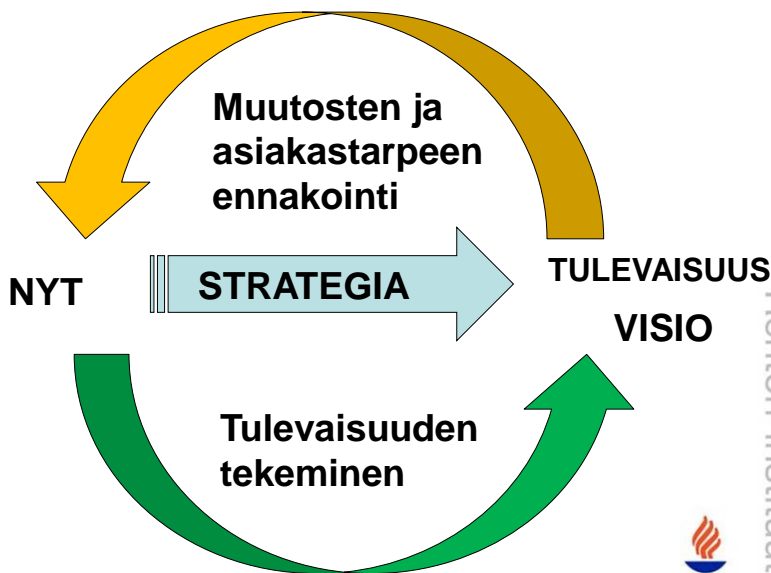 Muutosten ja
asiakastarpeen
ennakointi
NYT
STRATEGIA
TULEVAISUUS
VISIO
Tulevaisuuden
tekeminen